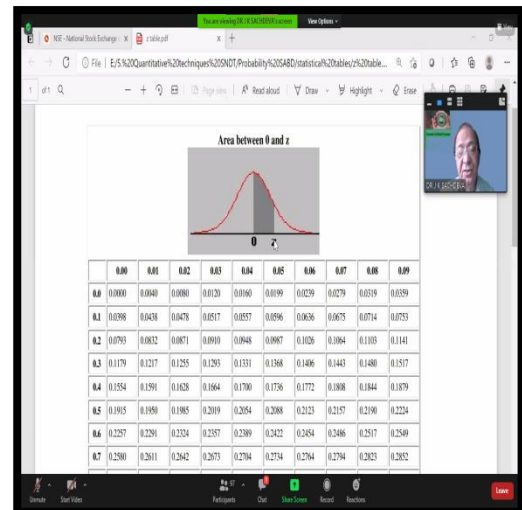 You are viewing DR J K SACHDEVA's screen View Options
NSE - National Stock Exchange x z table.pdf x +
File E:/5.%20Quantitative%20techniques%20SNDT/Probability%20SABD/statistical%20tables/z%20table...
1 of 1 Page view Read aloud Draw Highlight Erase
DR J K SACHDEVA
Area between 0 and z
0 z
0.00 0.01 0.02 0.03 0.04 0.05 0.06 0.07 0.08 0.09
0.0 0.0000 0.0040 0.0080 0.0120 0.0160 0.0199 0.0239 0.0279 0.0319 0.0359
0.1 0.0398 0.0438 0.0478 0.0517 0.0557 0.0596 0.0636 0.0675 0.0714 0.0753
0.2 0.0793 0.0832 0.0871 0.0910 0.0948 0.0987 0.1026 0.1064 0.1103 0.1141
0.3 0.1179 0.1217 0.1255 0.1293 0.1331 0.1368 0.1406 0.1443 0.1480 0.1517
0.4 0.1554 0.1591 0.1628 0.1664 0.1700 0.1736 0.1772 0.1808 0.1844 0.1879
0.5 0.1915 0.1950 0.1985 0.2019 0.2054 0.2088 0.2123 0.2157 0.2190 0.2224
0.6 0.2257 0.2291 0.2324 0.2357 0.2389 0.2422 0.2454 0.2486 0.2517 0.2549
0.7 0.2580 0.2611 0.2642 0.2673 0.2704 0.2734 0.2764 0.2794 0.2823 0.2852
Unmute Start Video Participants Chat Share Screen Record Reactions Leave